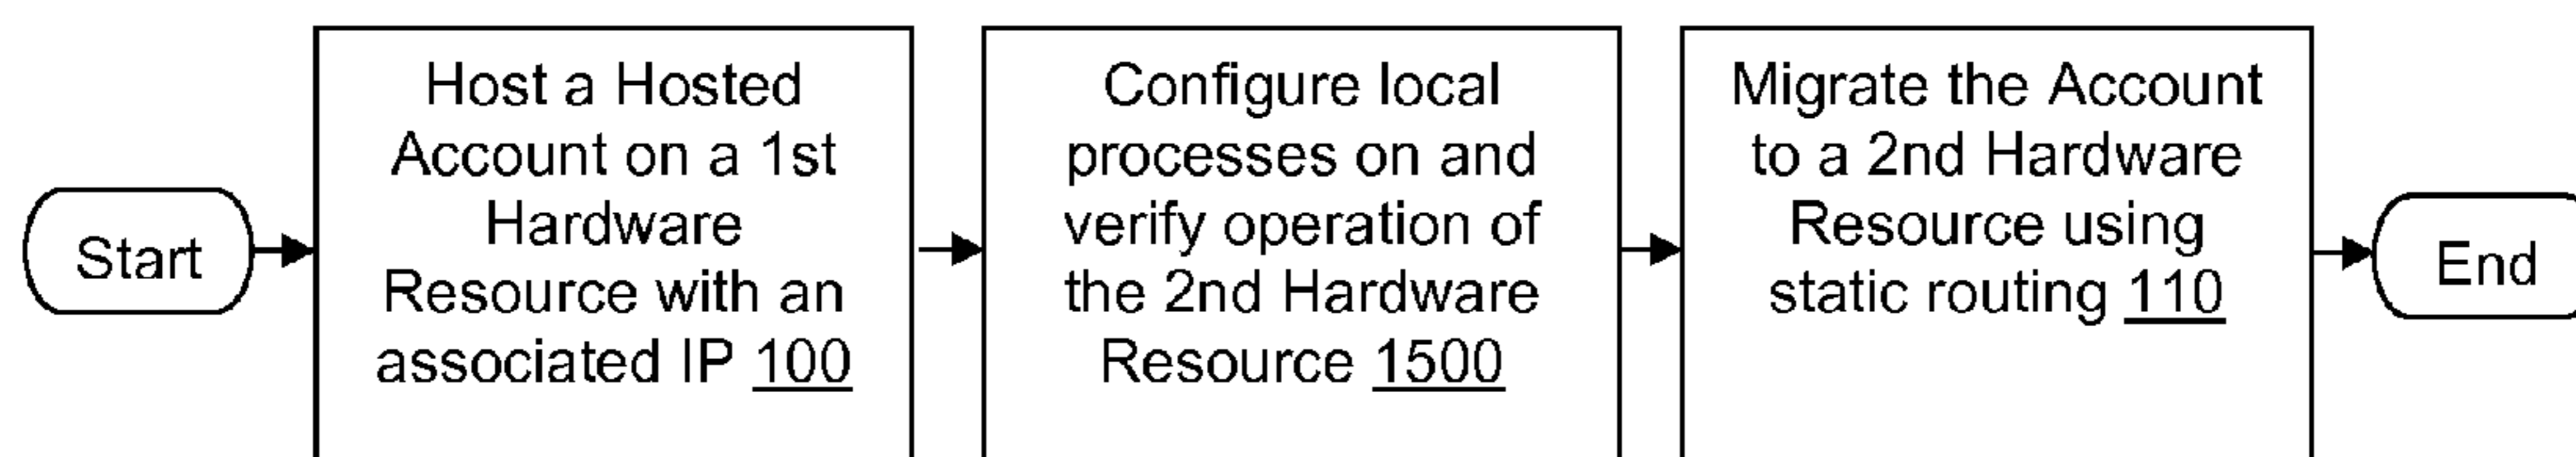 Start
Host a Hosted
Account on a 1st
Hardware
Resource with an
associated IP 100
Configure local
processes on and
verify operation of
the 2nd Hardware
Resource 1500
Migrate the Account
to a 2nd Hardware
Resource using
static routing 110
End